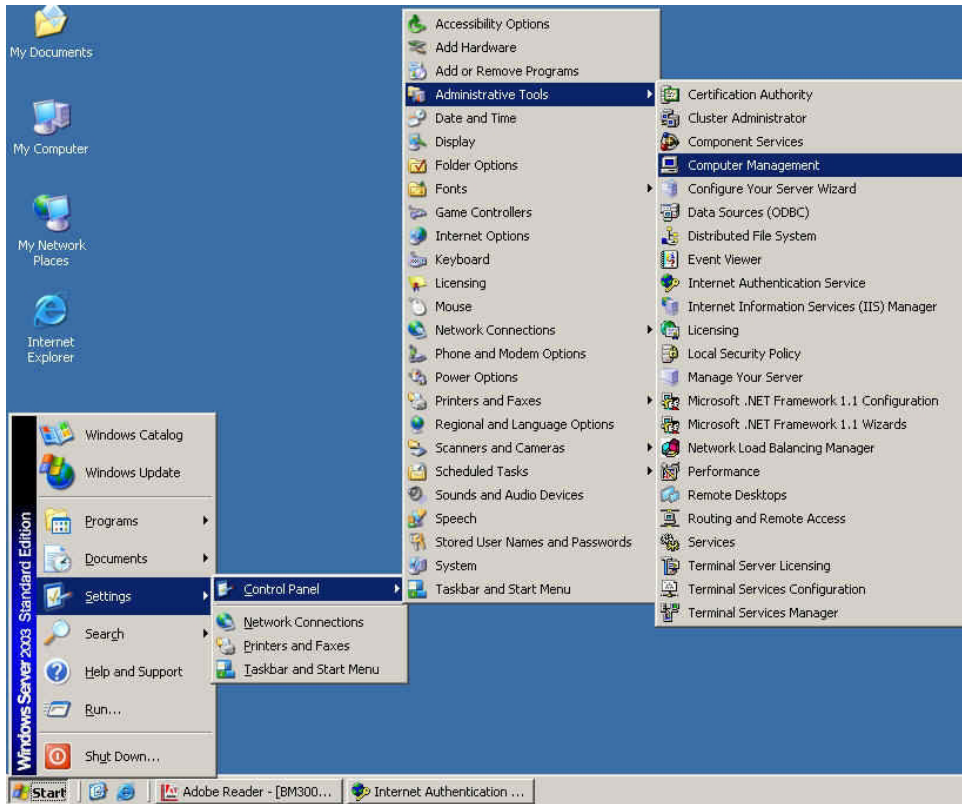 My Documents
My Computer
My Network
Places
Internet
Explorer
Windows Server 2003 Standard Edition
Windows Catalog
Windows Update
Programs
Documents
Settings
Search
Help and Support
Run...
Shut Down...
Control Panel
Network Connections
Printers and Faxes
Taskbar and Start Menu
Accessibility Options
Add Hardware
Add or Remove Programs
Administrative Tools
Date and Time
Display
Folder Options
Fonts
Game Controllers
Internet Options
Keyboard
Licensing
Mouse
Network Connections
Phone and Modem Options
Power Options
Printers and Faxes
Regional and Language Options
Scanners and Cameras
Scheduled Tasks
Sounds and Audio Devices
Speech
Stored User Names and Passwords
System
Taskbar and Start Menu
Certification Authority
Cluster Administrator
Component Services
Computer Management
Configure Your Server Wizard
Data Sources (ODBC)
Distributed File System
Event Viewer
Internet Authentication Service
Internet Information Services (IIS) Manager
Licensing
Local Security Policy
Manage Your Server
Microsoft .NET Framework 1.1 Configuration
Microsoft .NET Framework 1.1 Wizards
Network Load Balancing Manager
Performance
Remote Desktops
Routing and Remote Access
Services
Terminal Server Licensing
Terminal Services Configuration
Terminal Services Manager
Start
Adobe Reader - [BM300...
Internet Authentication ...